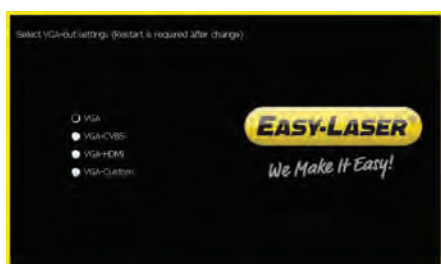 Select VGA-out settings (Restart is required after change)
VGA
VGA-CVBS
VGA-HDMI
VGA-Custom
EASY-LASER®
We Make It Easy!